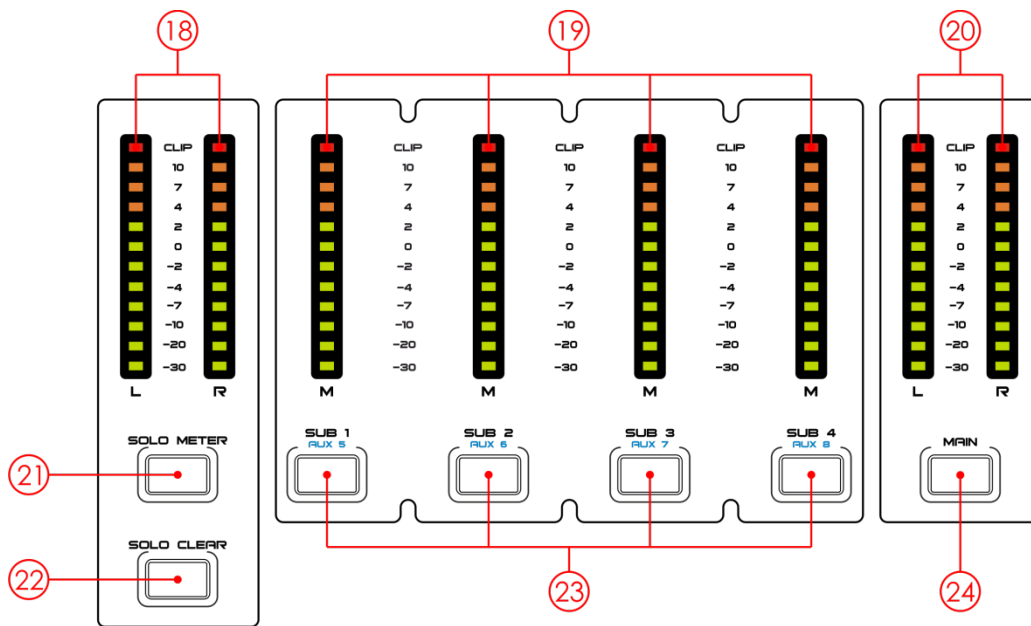 18 19 20
CLIP CLIP CLIP CLIP CLIP
10 10 10 10 10
7 7 7 7 7
4 4 4 4 4
2 2 2 2 2
0 0 0 0 0
-2 -2 -2 -2 -2
-4 -4 -4 -4 -4
-7 -7 -7 -7 -7
-10 -10 -10 -10 -10
-20 -20 -20 -20 -20
-30 -30 -30 -30 -30
L R M M M M L R
SOLO METER SUB 1 SUB 2 SUB 3 SUB 4 MAIN
AUX 5 AUX 6 AUX 7 AUX 8
21
SOLO CLEAR
22 23 24